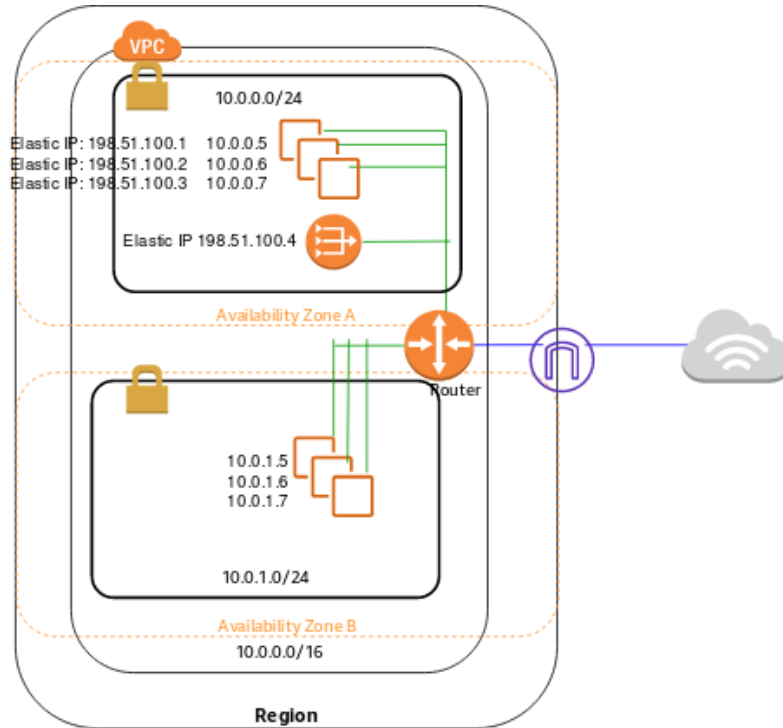 VPC
10.0.0.0/24
Elastic IP: 198.51.100.1 10.0.0.5
Elastic IP: 198.51.100.2 10.0.0.6
Elastic IP: 198.51.100.3 10.0.0.7
Elastic IP 198.51.100.4
Availability Zone A
Router
10.0.1.5
10.0.1.6
10.0.1.7
10.0.1.0/24
Availability Zone B
10.0.0.0/16
Region